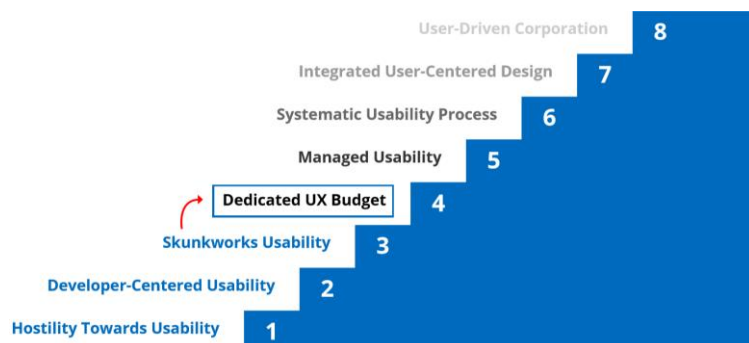 User-Driven Corporation 8
Integrated User-Centered Design 7
Systematic Usability Process 6
Managed Usability 5
Dedicated UX Budget 4
Skunkworks Usability 3
Developer-Centered Usability 2
Hostility Towards Usability 1